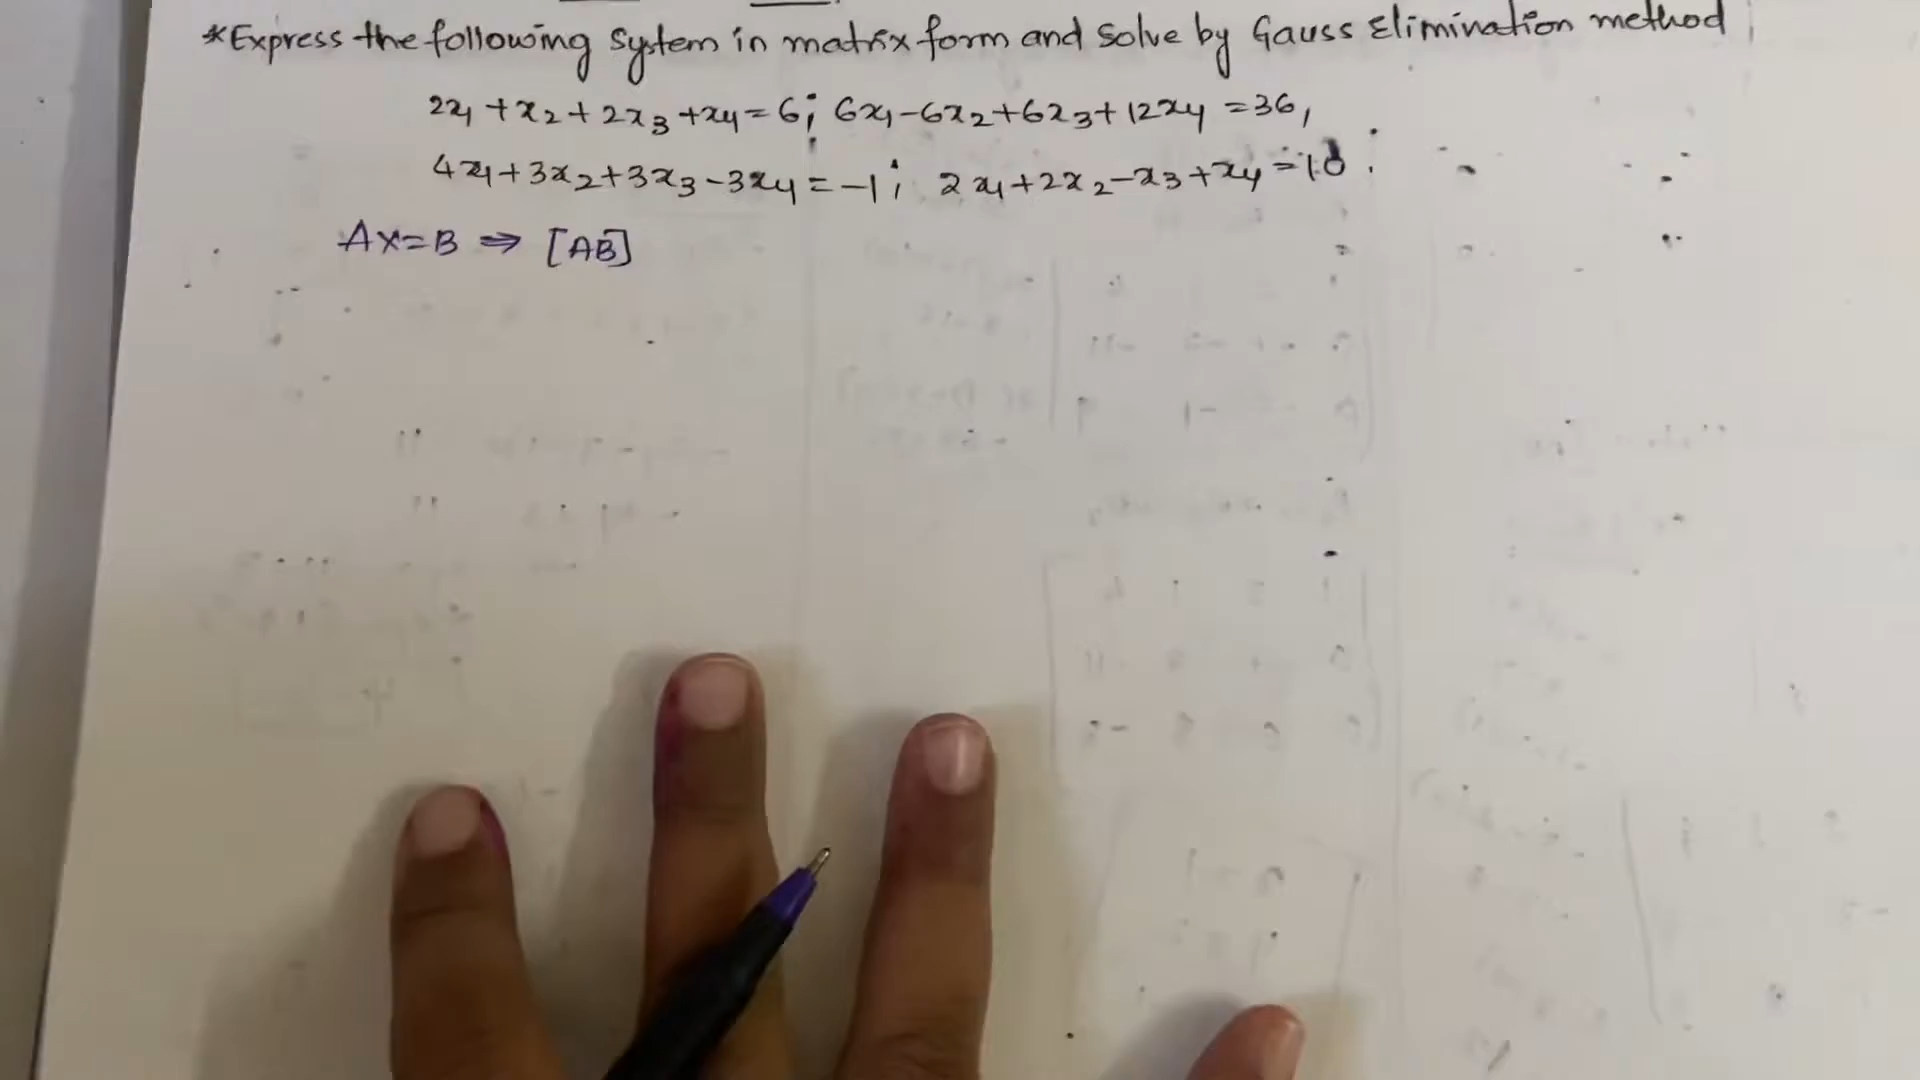 *Express the following system in matrix form and solve by Gauss Elimination method
2x₁+x₂+2x₃+x₄=6; 6x₁-6x₂+6x₃+12x₄=36,
4x₁+3x₂+3x₃-3x₄=-1; 2x₁+2x₂-x₃+x₄=10.
AX=B ⇒ [AB]